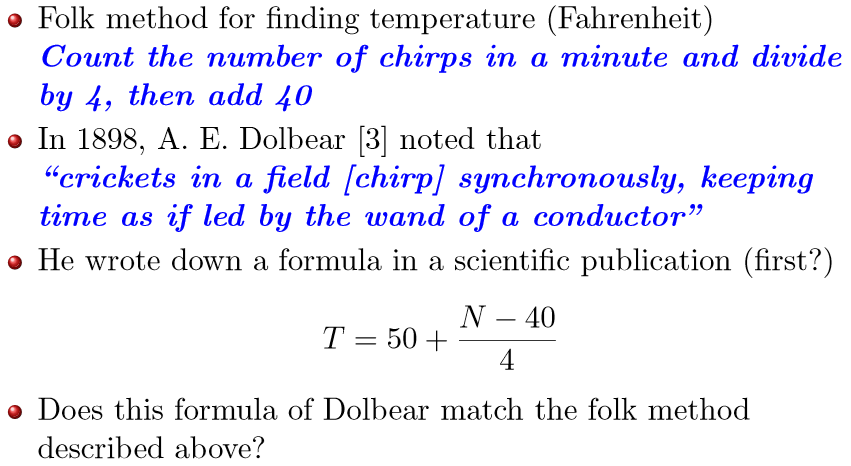 Folk method for finding temperature (Fahrenheit)
Count the number of chirps in a minute and divide
by 4, then add 40
In 1898, A. E. Dolbear [3] noted that
“crickets in a field [chirp] synchronously, keeping
time as if led by the wand of a conductor”
He wrote down a formula in a scientific publication (first?)
T = 50 + \frac{N − 40}{4}
Does this formula of Dolbear match the folk method
described above?